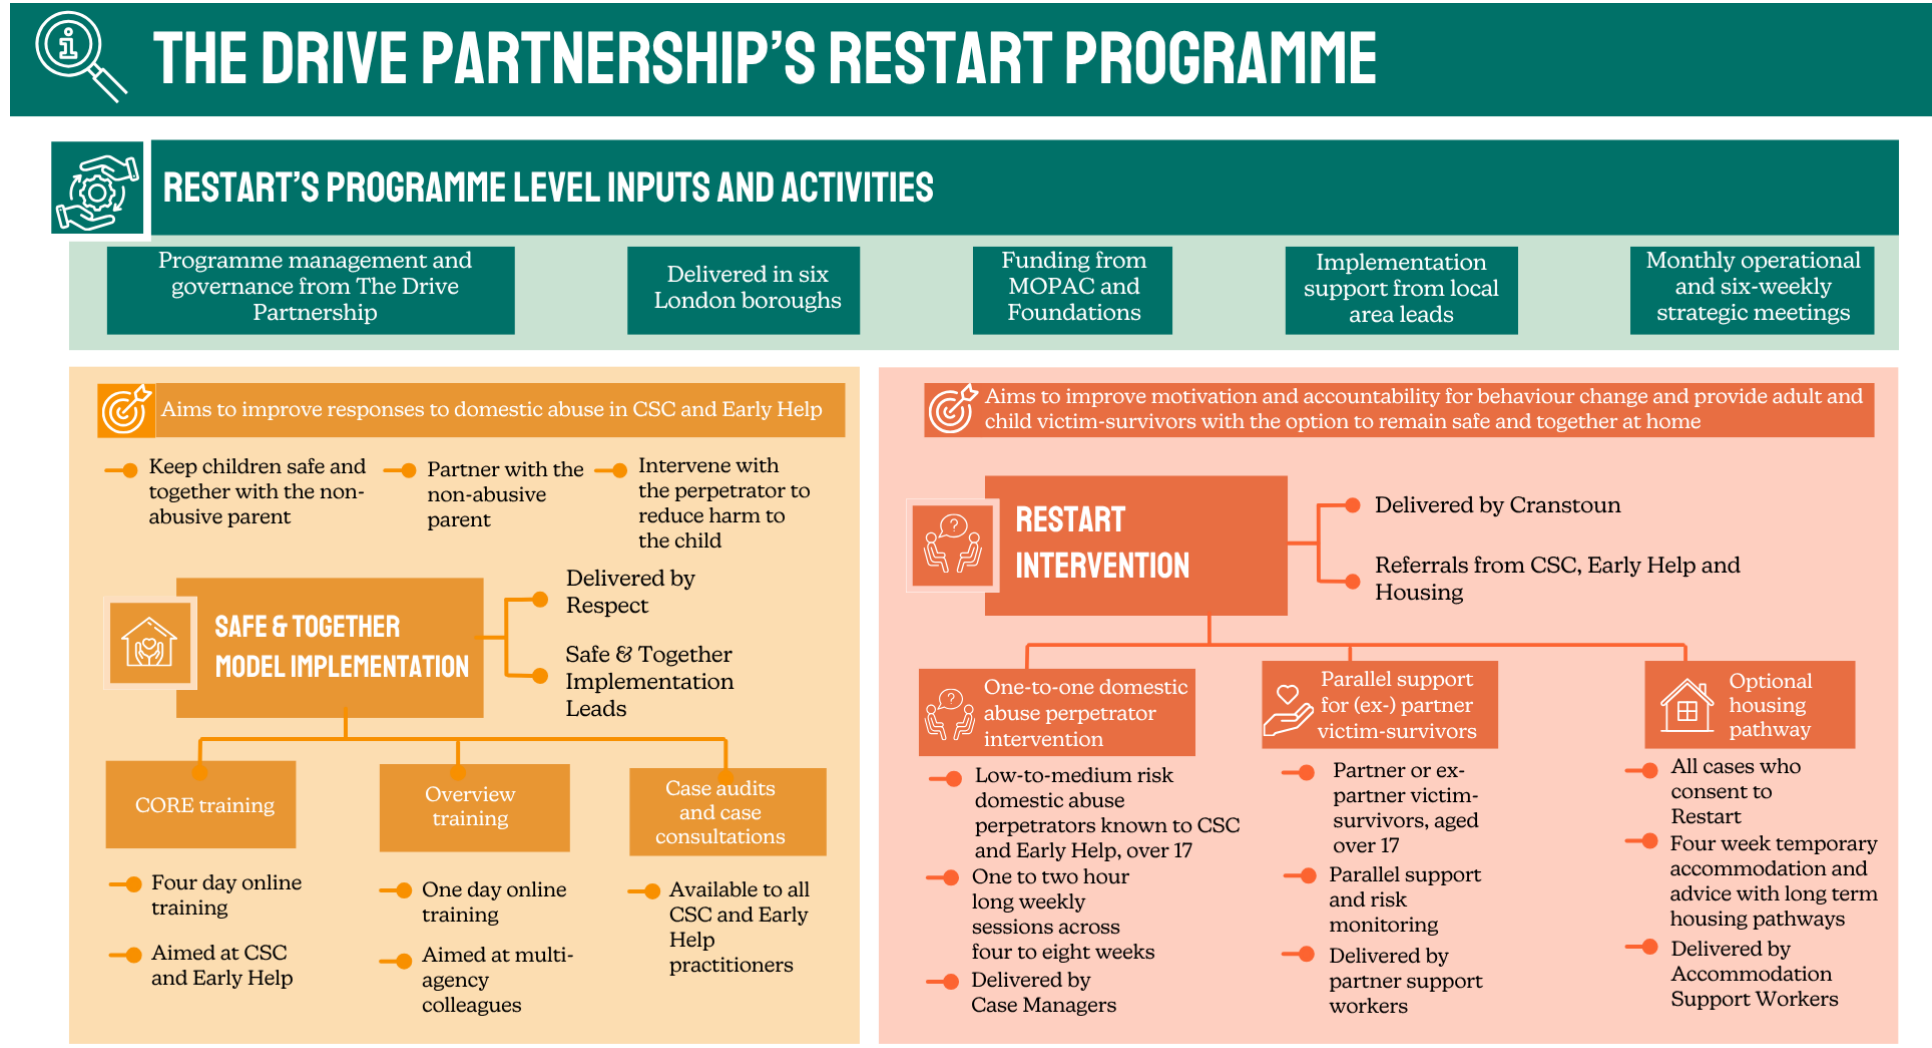 THE DRIVE PARTNERSHIP'S RESTART PROGRAMME
RESTART'S PROGRAMME LEVEL INPUTS AND ACTIVITIES
Programme management and
governance from The Drive
Partnership
Delivered in six
London boroughs
Funding from
MOPAC and
Foundations
Implementation
support from local
area leads
Monthly operational
and six-weekly
strategic meetings
Aims to improve responses to domestic abuse in CSC and Early Help
Keep children safe and
together with the non-
abusive parent
Partner with the
non-abusive
parent
Intervene with
the perpetrator to
reduce harm to
the child
SAFE & TOGETHER
MODEL IMPLEMENTATION
Delivered by
Respect
Safe & Together
Implementation
Leads
CORE training
Four day online
training
Aimed at CSC
and Early Help
Overview
training
One day online
training
Aimed at multi-
agency
colleagues
Case audits
and case
consultations
Available to all
CSC and Early
Help
practitioners
Aims to improve motivation and accountability for behaviour change and provide adult and
child victim-survivors with the option to remain safe and together at home
RESTART
INTERVENTION
Delivered by Cranstoun
Referrals from CSC, Early Help and
Housing
One-to-one domestic
abuse perpetrator
intervention
Low-to-medium risk
domestic abuse
perpetrators known to CSC
and Early Help, over 17
One to two hour
long weekly
sessions across
four to eight weeks
Delivered by
Case Managers
Parallel support
for (ex-) partner
victim-survivors
Partner or ex-
partner victim-
survivors, aged
over 17
Parallel support
and risk
monitoring
Delivered by
partner support
workers
Optional
housing
pathway
All cases who
consent to
Restart
Four week temporary
accommodation and
advice with long term
housing pathways
Delivered by
Accommodation
Support Workers